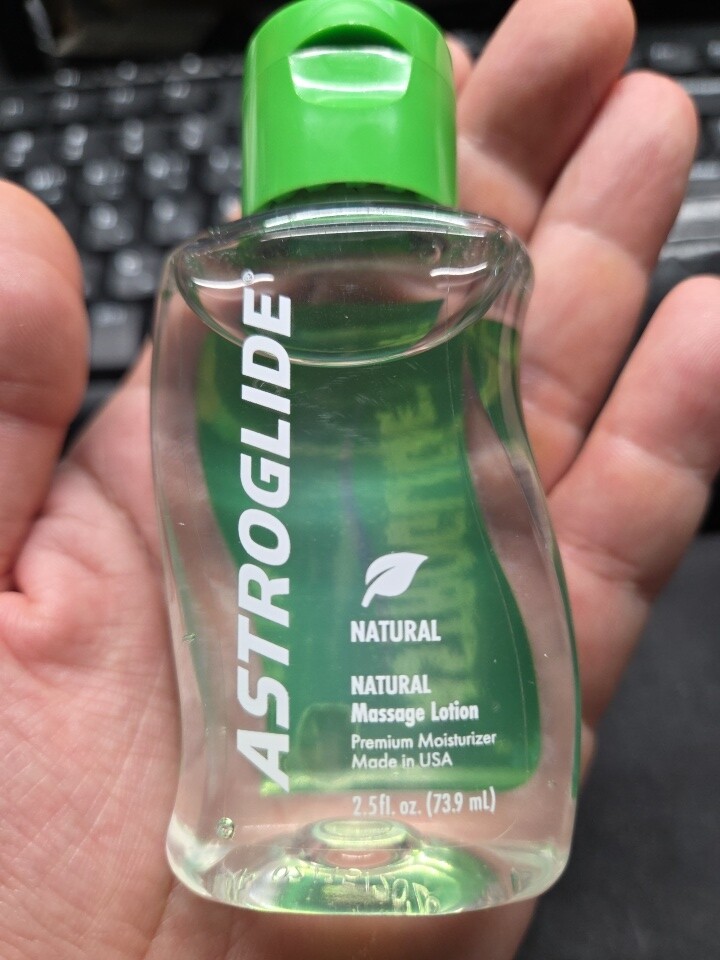 ASTROGLIDE®
NATURAL
NATURAL
Massage Lotion
Premium Moisturizer
Made in USA
2.5fl. oz. (73.9 mL)